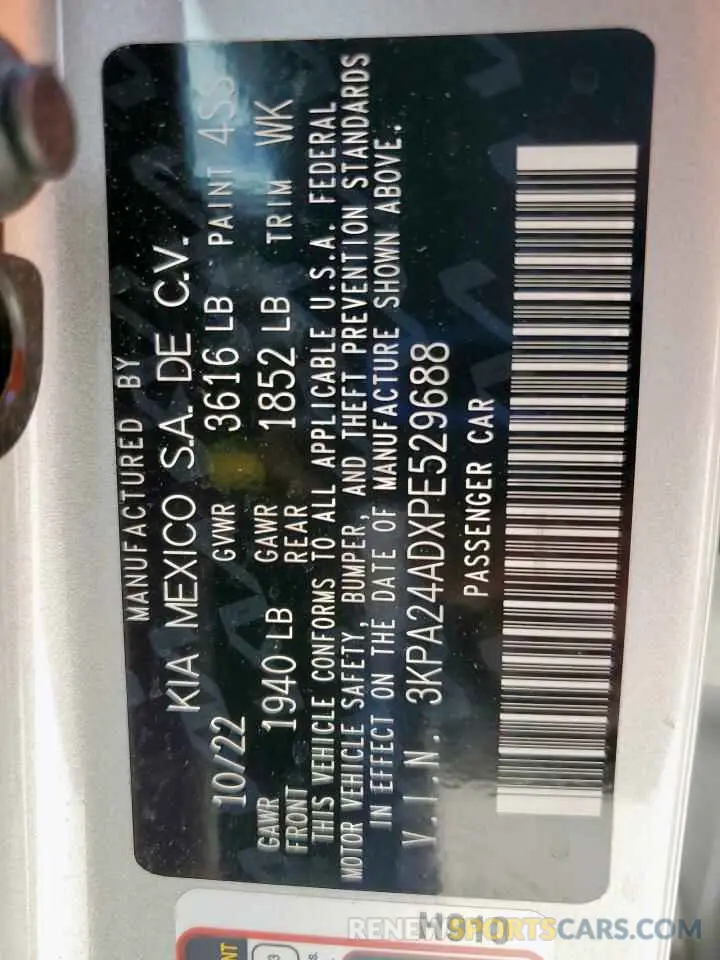 MANUFACTURED BY
KIA MEXICO S.A. DE C.V.
10/22 GVWR 3616 LB PAINT 4SS
GAWR FRONT 1940 LB GAWR REAR 1852 LB TRIM WK
THIS VEHICLE CONFORMS TO ALL APPLICABLE U.S.A. FEDERAL
MOTOR VEHICLE SAFETY, BUMPER, AND THEFT PREVENTION STANDARDS
IN EFFECT ON THE DATE OF MANUFACTURE SHOWN ABOVE.
V.I.N. 3KPA24ADXPE529688
PASSENGER CAR
RENEWSPORTSCARS.COM